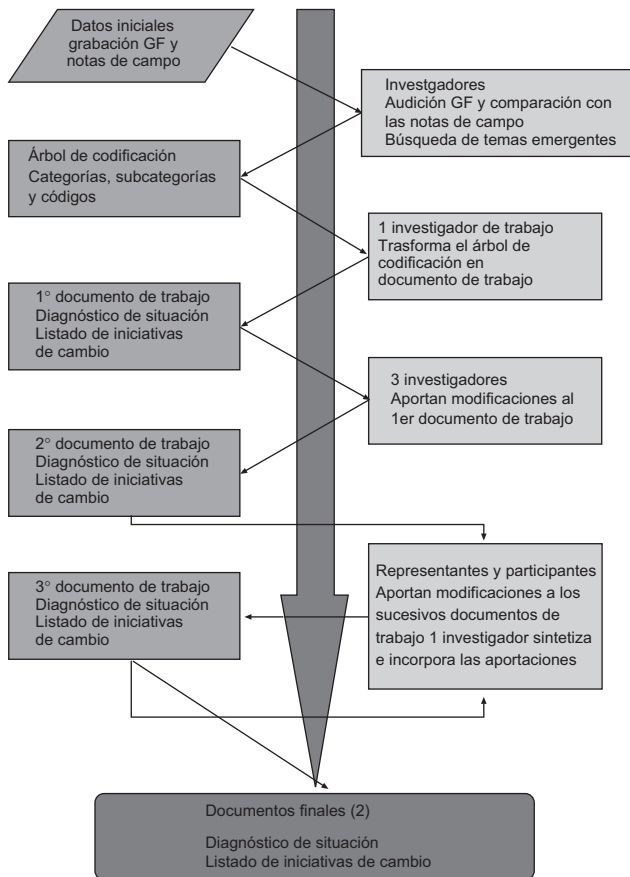 Datos iniciales
grabación GF y
notas de campo
Investgadores
Audición GF y comparación con
las notas de campo
Búsqueda de temas emergentes
Árbol de codificación
Categorías, subcategorías
y códigos
1 investigador de trabajo
Trasforma el árbol de
codificación en
documento de trabajo
1° documento de trabajo
Diagnóstico de situación
Listado de iniciativas
de cambio
3 investigadores
Aportan modificaciones al
1er documento de trabajo
2° documento de trabajo
Diagnóstico de situación
Listado de iniciativas
de cambio
Representantes y participantes
Aportan modificaciones a los
sucesivos documentos de
trabajo 1 investigador sintetiza
e incorpora las aportaciones
3° documento de trabajo
Diagnóstico de situación
Listado de iniciativas
de cambio
Documentos finales (2)
Diagnóstico de situación
Listado de iniciativas de cambio